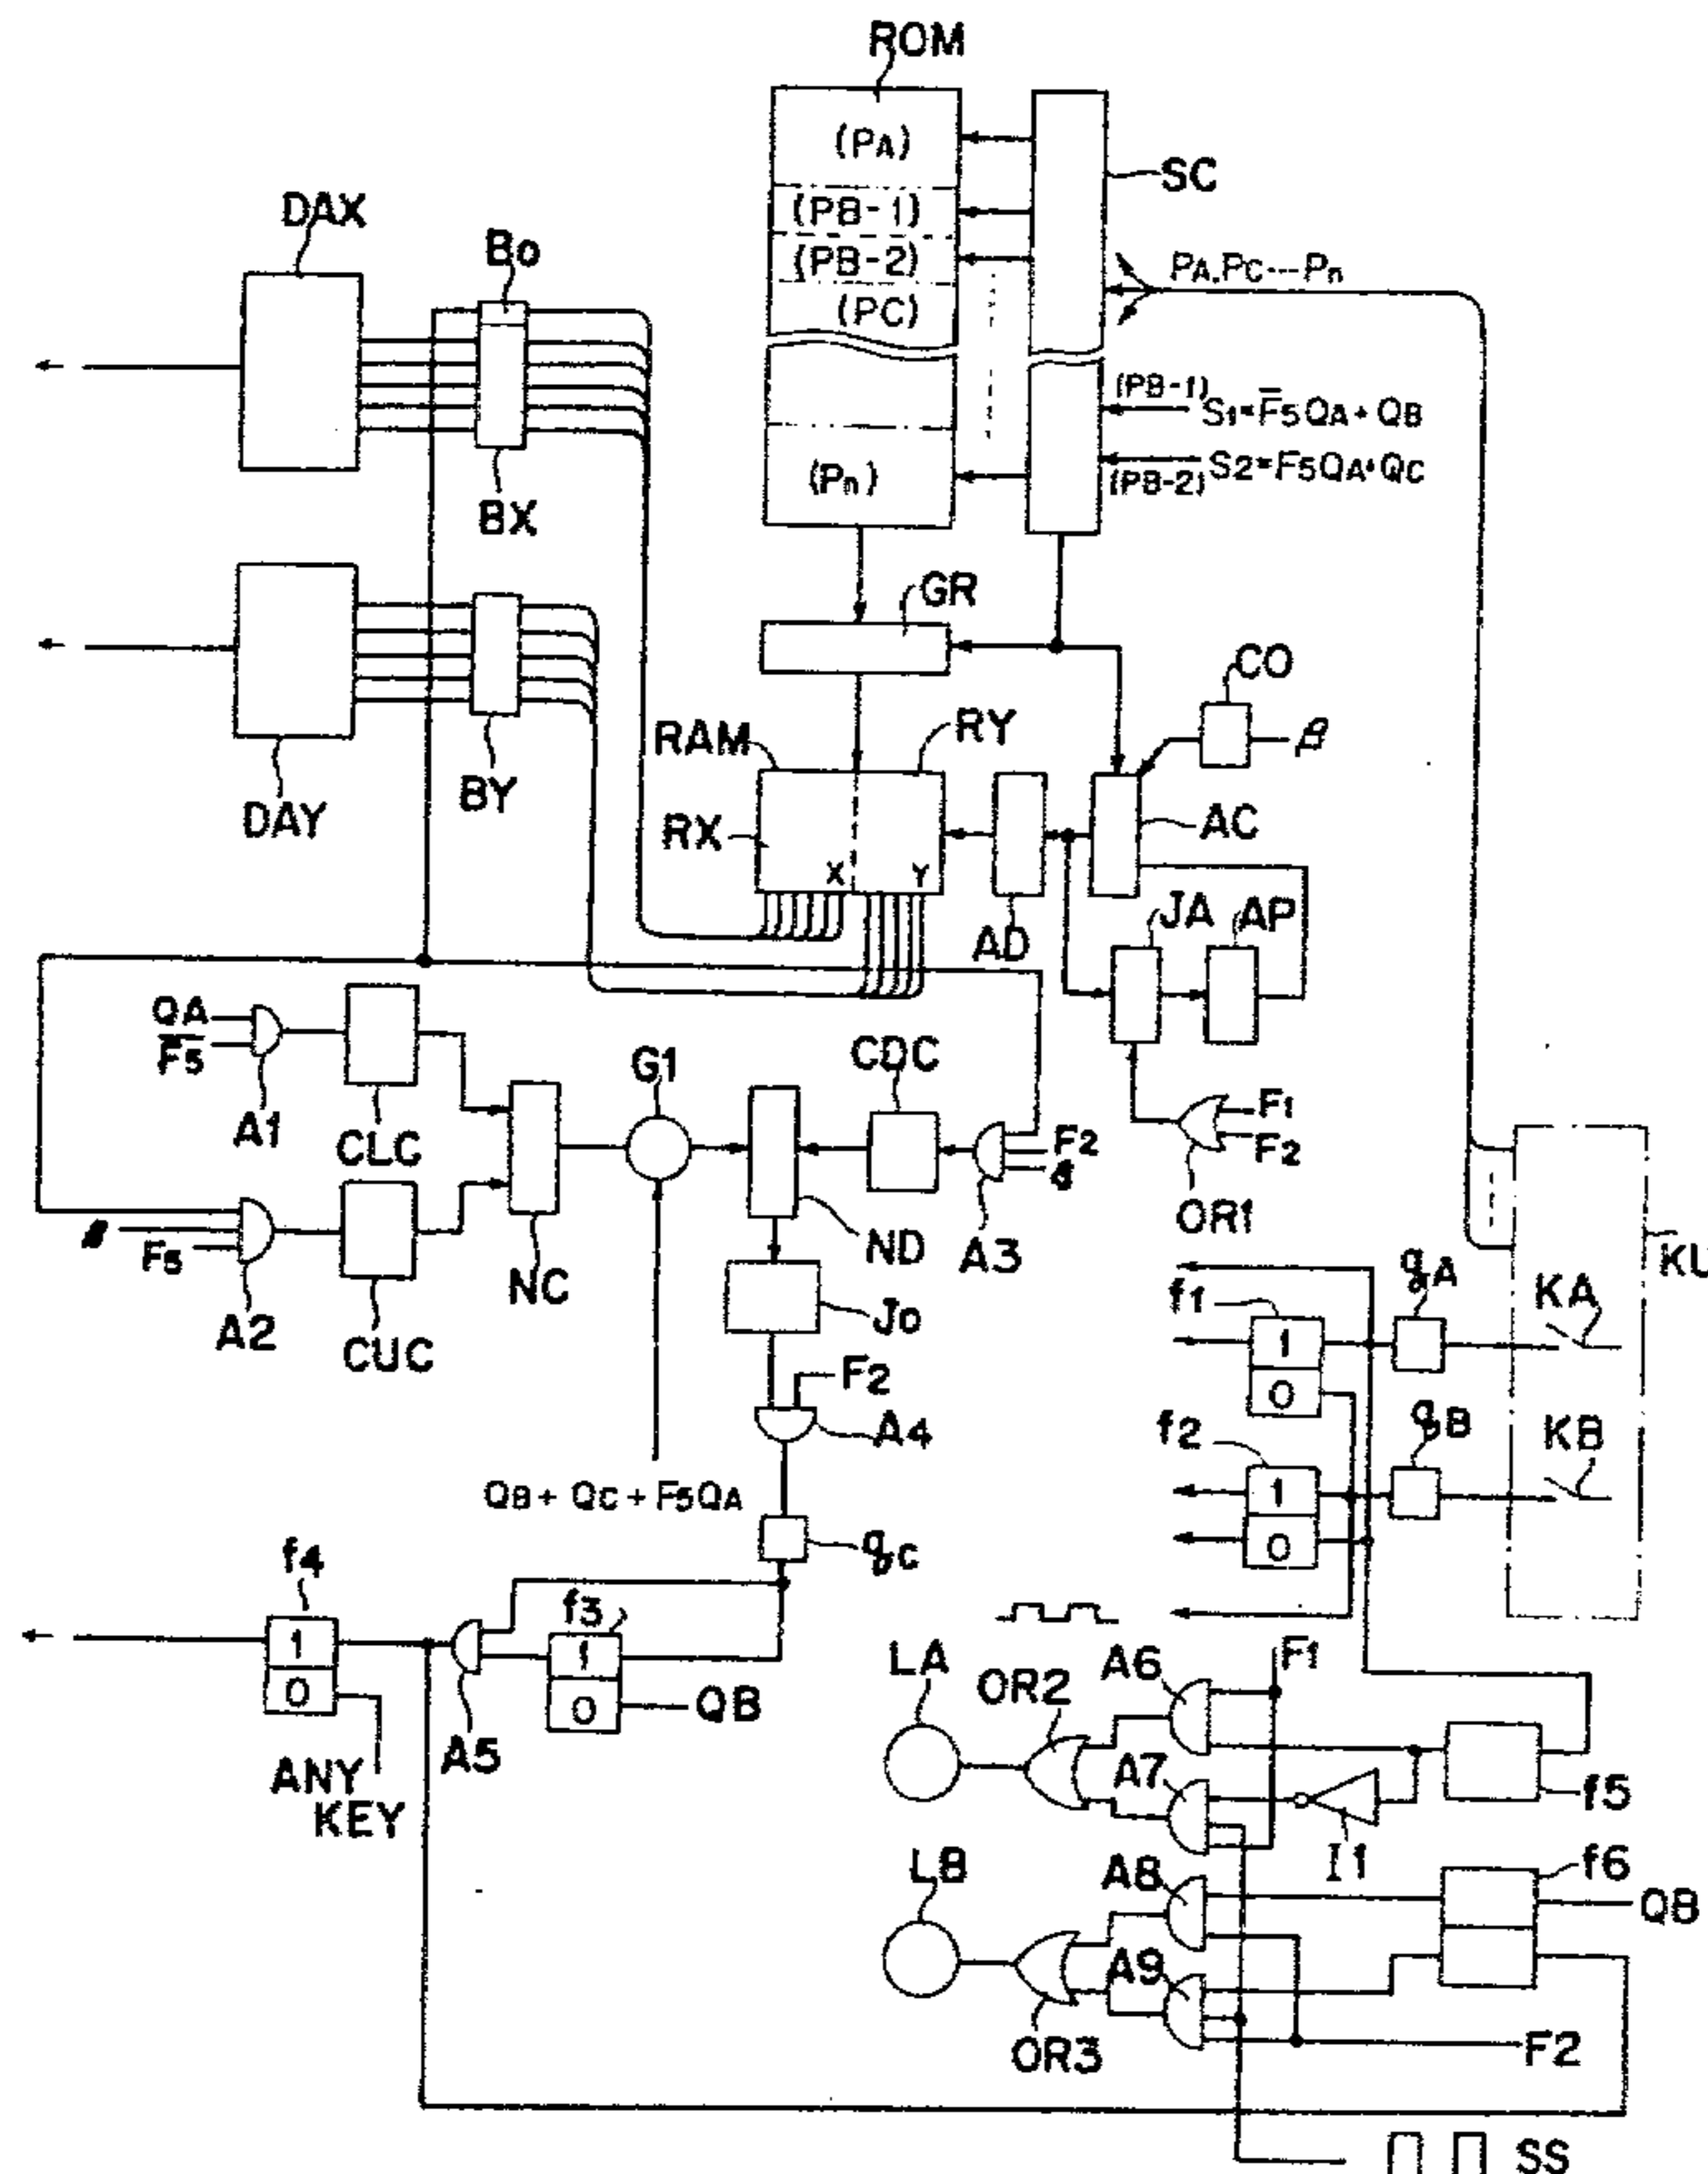 ROM
(PA)
SC
(PB-1)
(PB-2)
(PC)
PA.PC---Pn
DAX
Bo
(PB-1) S1=F̅5QA+QB
(Pn)
(PB-2) S2=F5QA+QC
BX
GR
CO
β
RAM
RY
DAY
BY
RX
X
Y
AC
AD
JA
AP
QA
F̅5
A1
CLC
G1
CDC
F2
F1
F2
OR1
KU
F5
A2
CUC
NC
ND
A3
Jo
qA
f1
1
0
KA
F2
A4
qB
f2
1
0
KB
QB+QC+F5QA
qC
f4
1
0
f3
1
0
QB
A5
ANY
KEY
LA
OR2
A6
F1
A7
I1
f5
LB
A8
f6
QB
A9
OR3
F2
SS